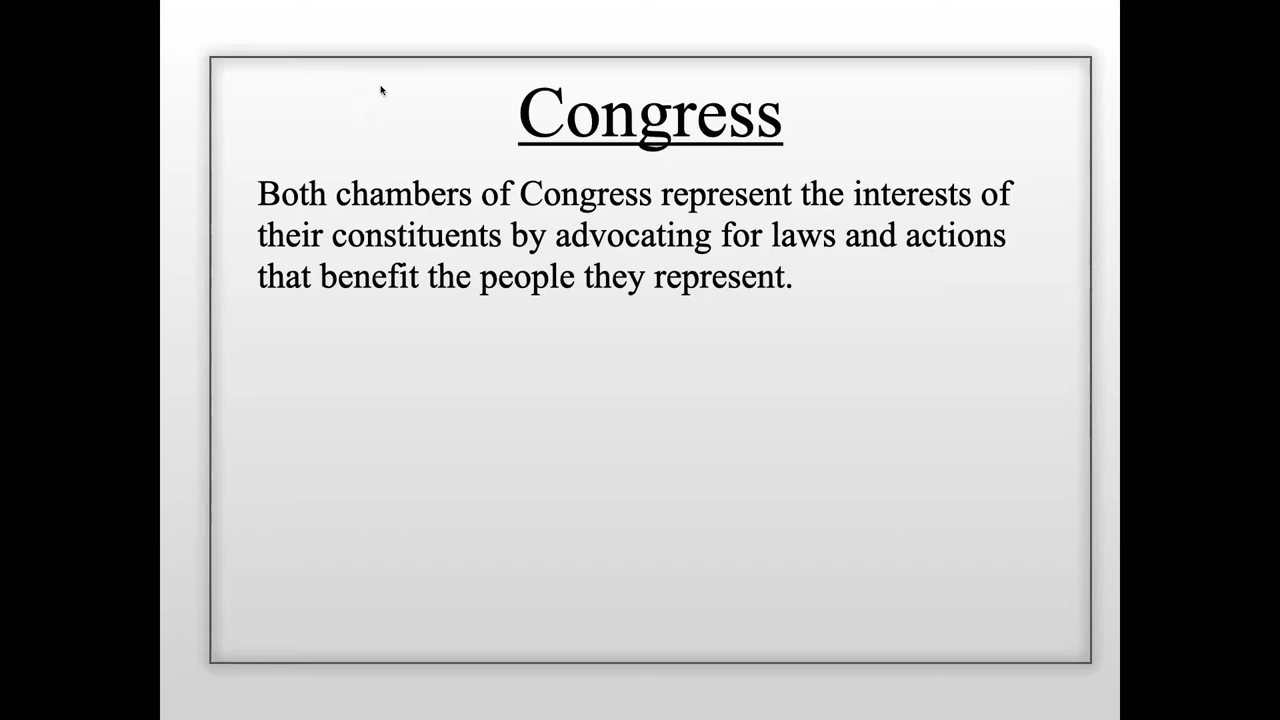 Congress
Both chambers of Congress represent the interests of
their constituents by advocating for laws and actions
that benefit the people they represent.